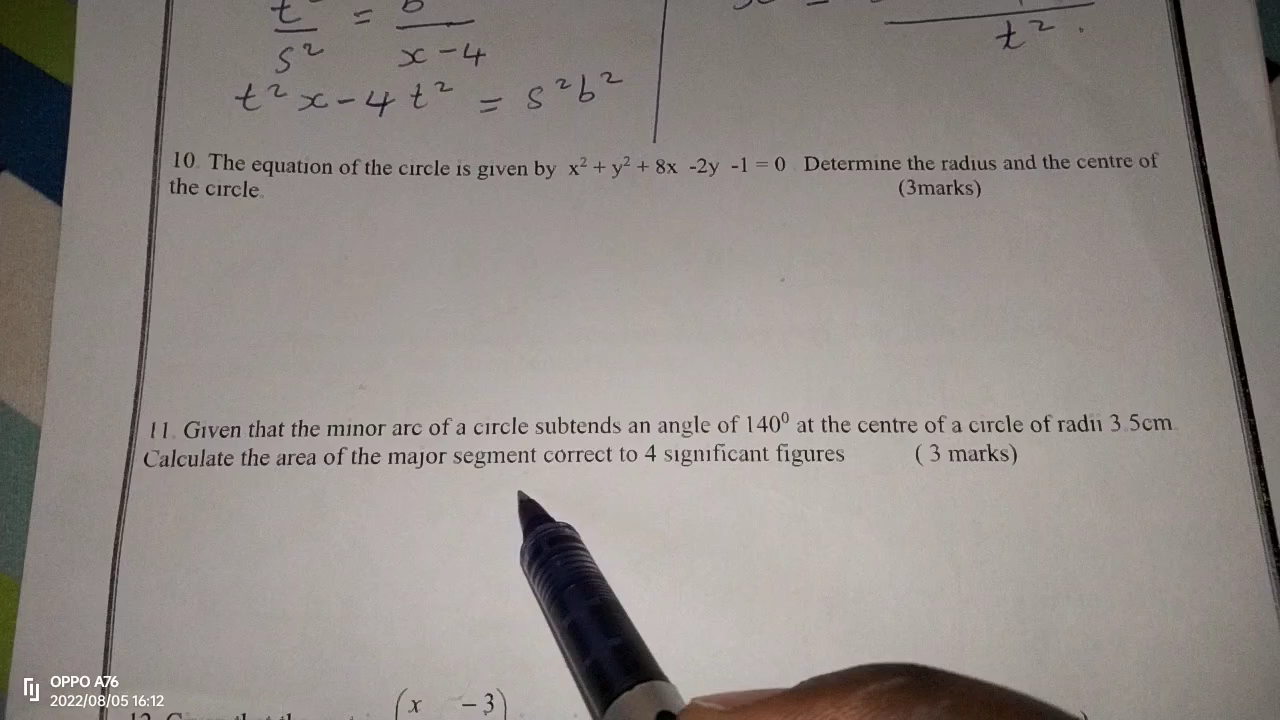 t = b
s² x - 4
t²x - 4t² = s²b²
t².
10. The equation of the circle is given by x² + y² + 8x -2y -1 = 0 Determine the radius and the centre of
the circle. (3marks)
11. Given that the minor arc of a circle subtends an angle of 140⁰ at the centre of a circle of radii 3.5cm
Calculate the area of the major segment correct to 4 significant figures ( 3 marks)
(x -3)
OPPO A76
2022/08/05 16:12